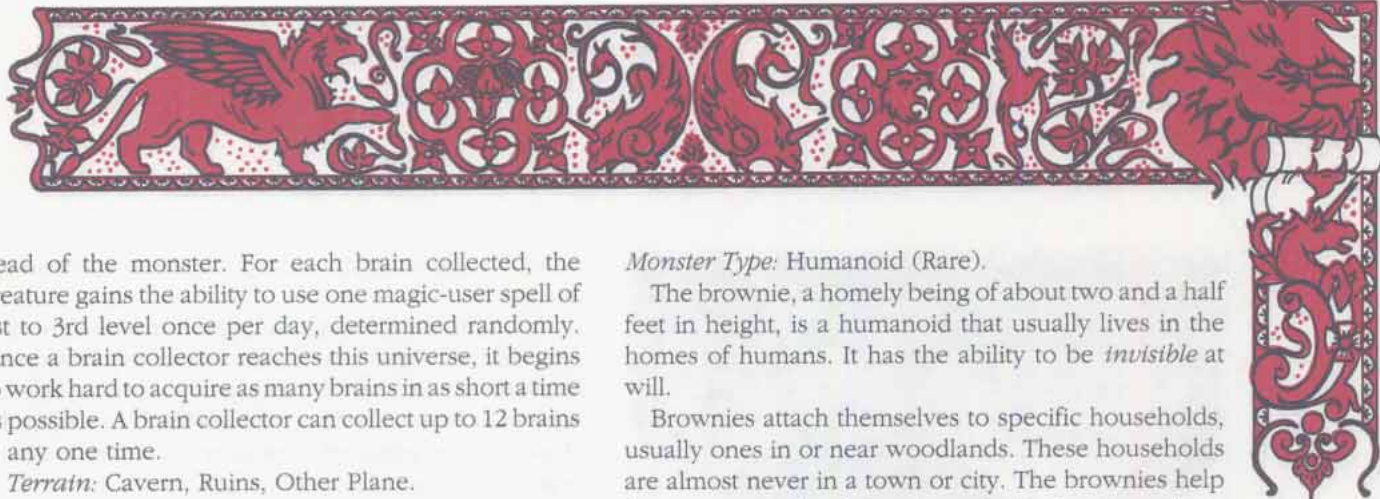 ead of the monster. For each brain collected, the
eature gains the ability to use one magic-user spell of
st to 3rd level once per day, determined randomly.
nce a brain collector reaches this universe, it begins
work hard to acquire as many brains in as short a time
possible. A brain collector can collect up to 12 brains
any one time.
Terrain: Cavern, Ruins, Other Plane.
Monster Type: Humanoid (Rare).
The brownie, a homely being of about two and a half
feet in height, is a humanoid that usually lives in the
homes of humans. It has the ability to be invisible at
will.
Brownies attach themselves to specific households,
usually ones in or near woodlands. These households
are almost never in a town or city. The brownies help